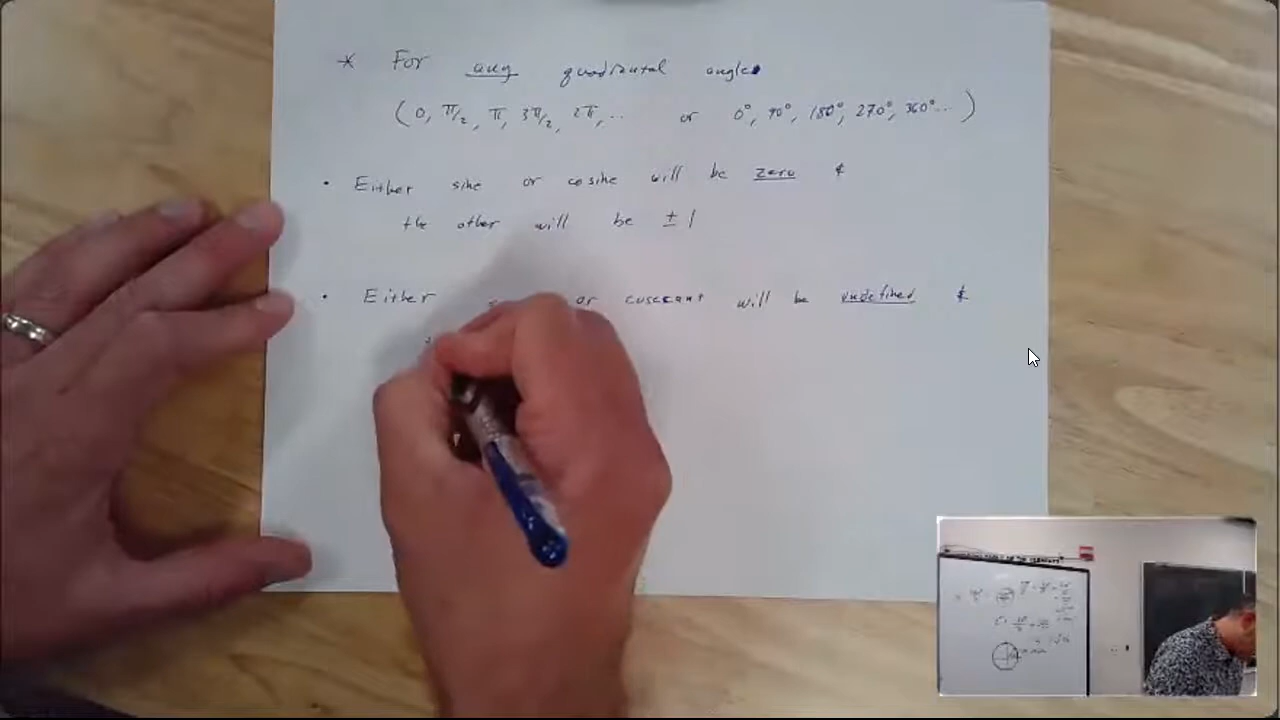 * For any quadrantal angle
(0, π/2, π, 3π/2, 2π, ... or 0°, 90°, 180°, 270°, 360°... )
• Either sine or cosine will be zero &
the other will be ± 1
• Either or cosecant will be undefined &